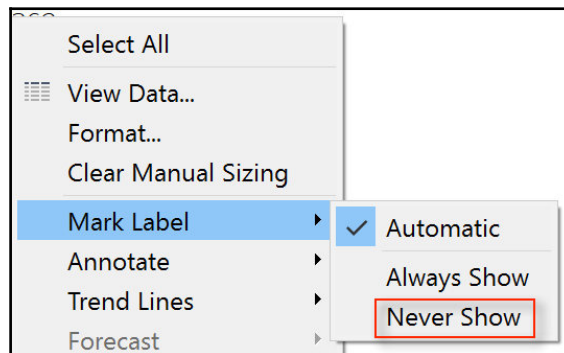 Select All
View Data...
Format...
Clear Manual Sizing
Mark Label
Automatic
Annotate
Always Show
Trend Lines
Never Show
Forecast